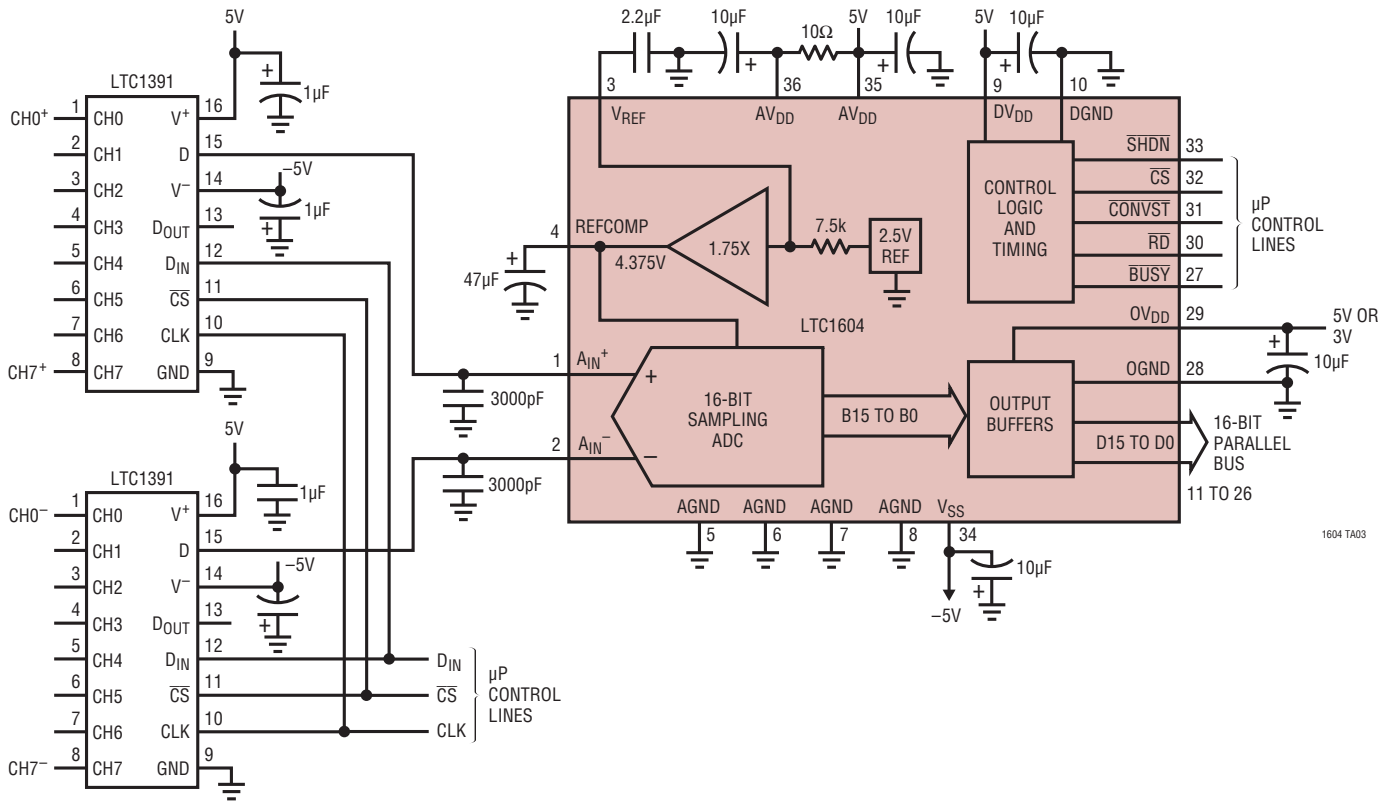 5V
1µF
LTC1391
CH0+
1 CH0 V+ 16
2 CH1 D 15
3 CH2 V– 14
–5V
1µF
4 CH3 DOUT 13
5 CH4 DIN 12
6 CH5 CS 11
7 CH6 CLK 10
CH7+
8 CH7 GND 9
5V
1µF
LTC1391
CH0–
1 CH0 V+ 16
2 CH1 D 15
3 CH2 V– 14
–5V
4 CH3 DOUT 13
5 CH4 DIN 12
6 CH5 CS 11
7 CH6 CLK 10
CH7–
8 CH7 GND 9
DIN
CS
CLK
µP
CONTROL
LINES
3000pF
3000pF
2.2µF
10µF
10Ω
5V
10µF
5V
10µF
3
VREF
36
AVDD
35
AVDD
9
DVDD
10
DGND
4
REFCOMP
4.375V
47µF
1.75X
7.5k
2.5V
REF
LTC1604
1 AIN+
2 AIN–
+
–
16-BIT
SAMPLING
ADC
B15 TO B0
CONTROL
LOGIC
AND
TIMING
SHDN 33
CS 32
CONVST 31
RD 30
BUSY 27
µP
CONTROL
LINES
OVDD 29
5V OR
3V
10µF
OGND 28
OUTPUT
BUFFERS
D15 TO D0
16-BIT
PARALLEL
BUS
11 TO 26
AGND AGND AGND AGND VSS
5 6 7 8 34
10µF
–5V
1604 TA03